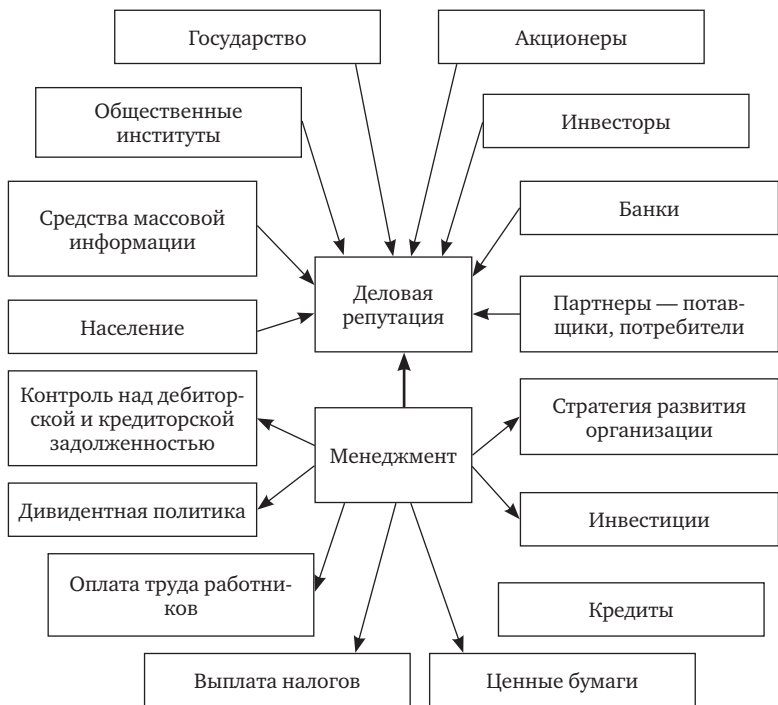 Государство
Акционеры
Общественные
институты
Инвесторы
Средства массовой
информации
Банки
Деловая
репутация
Население
Партнеры — потав-
щики, потребители
Контроль над дебитор-
ской и кредиторской
задолженностью
Менеджмент
Стратегия развития
организации
Дивидентная политика
Инвестиции
Оплата труда работни-
ков
Кредиты
Выплата налогов
Ценные бумаги